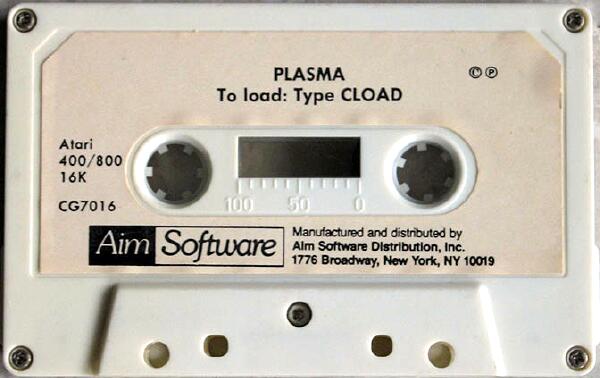 PLASMA
© ℗
To load: Type CLOAD
Atari
400/800
16K
CG7016
100 50 0
Aim Software
Manufactured and distributed by
Aim Software Distribution, Inc.
1776 Broadway, New York, NY 10019